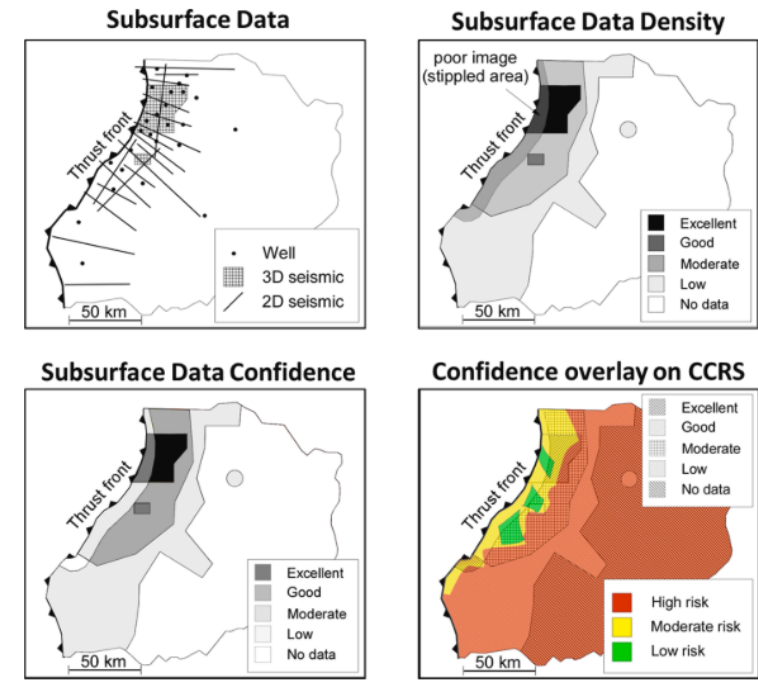 Subsurface Data
Thrust front
Well
3D seismic
2D seismic
50 km
Subsurface Data Density
poor image
(stippled area)
Thrust front
Excellent
Good
Moderate
Low
No data
50 km
Subsurface Data Confidence
Thrust front
Excellent
Good
Moderate
Low
No data
50 km
Confidence overlay on CCRS
Excellent
Good
Moderate
Low
No data
Thrust front
High risk
Moderate risk
Low risk
50 km